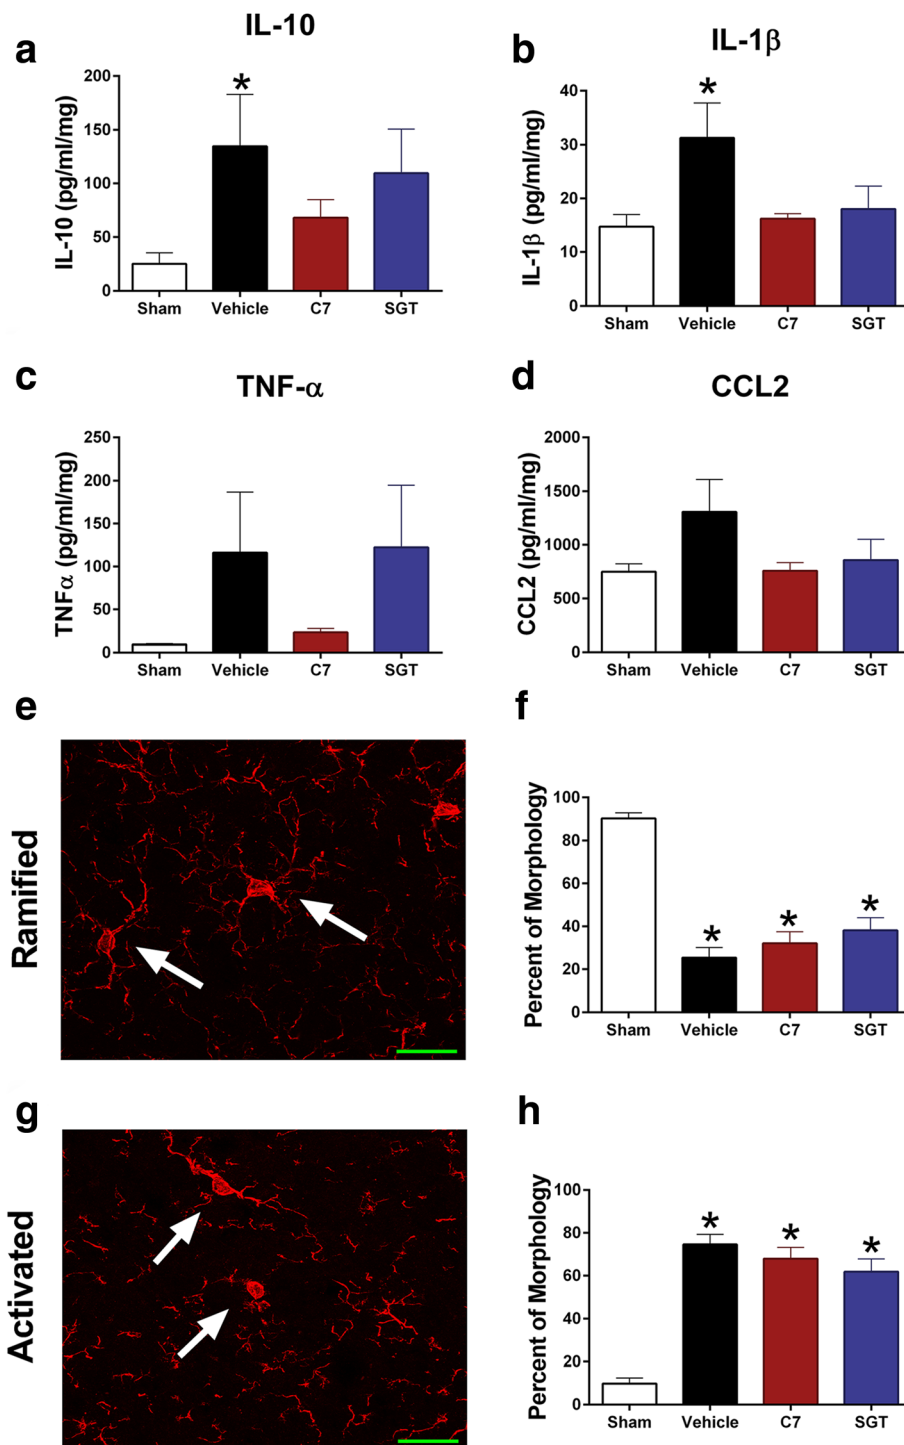 a
IL-10
IL-10 (pg/ml/mg)
200
150
100
50
0
*
Sham Vehicle C7 SGT
b
IL-1β
IL-1β (pg/ml/mg)
40
30
20
10
0
*
Sham Vehicle C7 SGT
c
TNF-α
TNFα (pg/ml/mg)
250
200
150
100
50
0
Sham Vehicle C7 SGT
d
CCL2
CCL2 (pg/ml/mg)
2000
1500
1000
500
0
Sham Vehicle C7 SGT
e
Ramified
f
Percent of Morphology
100
80
60
40
20
0
* * *
Sham Vehicle C7 SGT
g
Activated
h
Percent of Morphology
100
80
60
40
20
0
* * *
Sham Vehicle C7 SGT